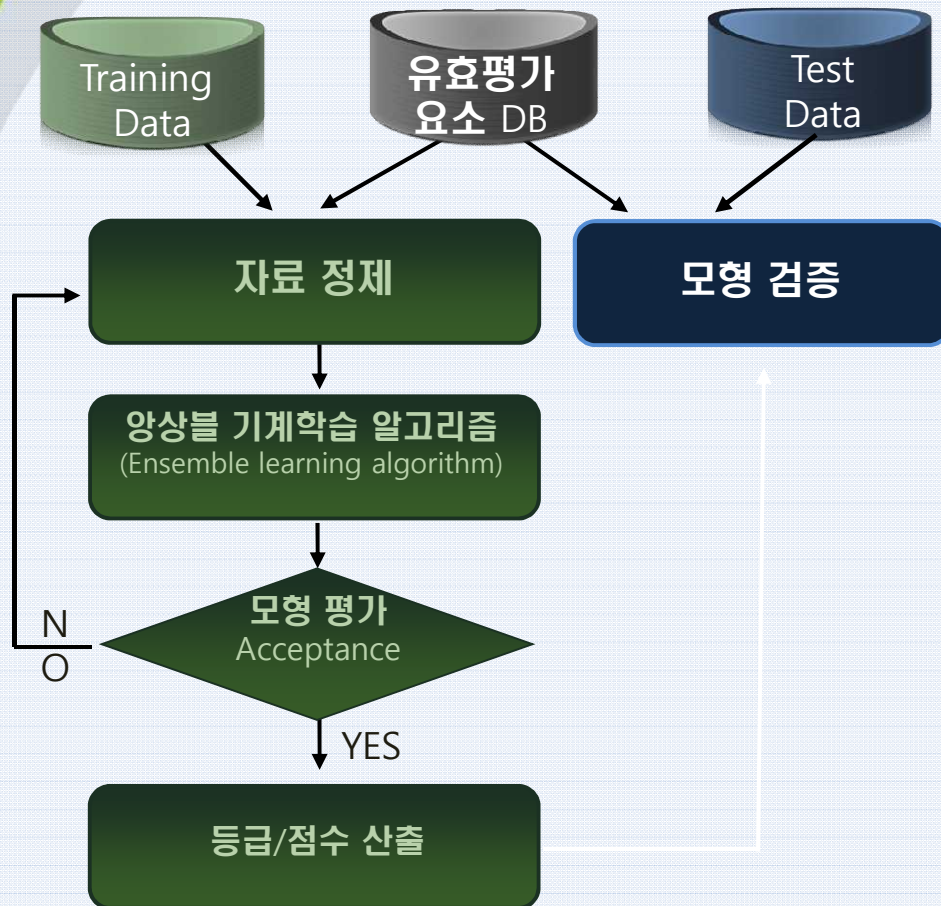 Training
Data
유효평가
요소 DB
Test
Data
자료 정제
모형 검증
앙상블 기계학습 알고리즘
(Ensemble learning algorithm)
모형 평가
Acceptance
N
O
YES
등급/점수 산출